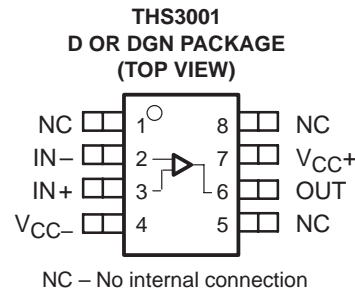 THS3001
D OR DGN PACKAGE
(TOP VIEW)
NC 1 8 NC
IN− 2 7 VCC+
IN+ 3 6 OUT
VCC− 4 5 NC
NC – No internal connection